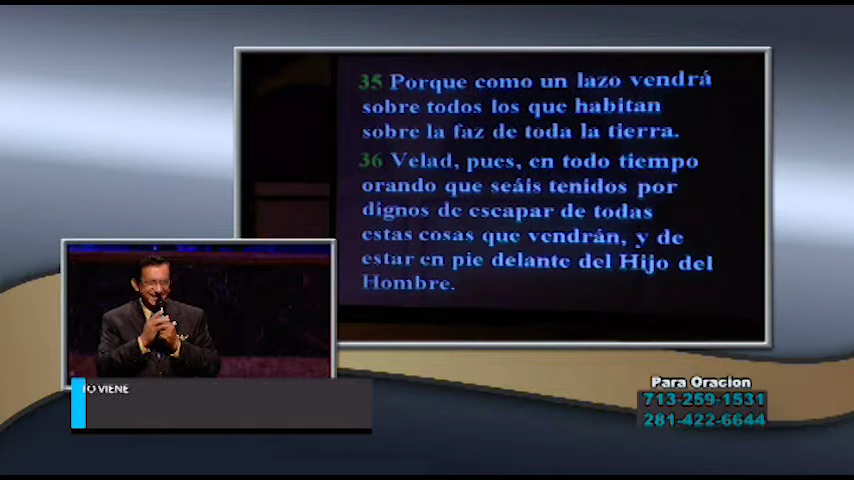 35 Porque como un lazo vendrá
sobre todos los que habitan
sobre la faz de toda la tierra.
36 Velad, pues, en todo tiempo
orando que seáis tenidos por
dignos de escapar de todas
estas cosas que vendrán, y de
estar en pie delante del Hijo del
Hombre.
TO VIENE
Para Oracion
713-259-1531
281-422-6644